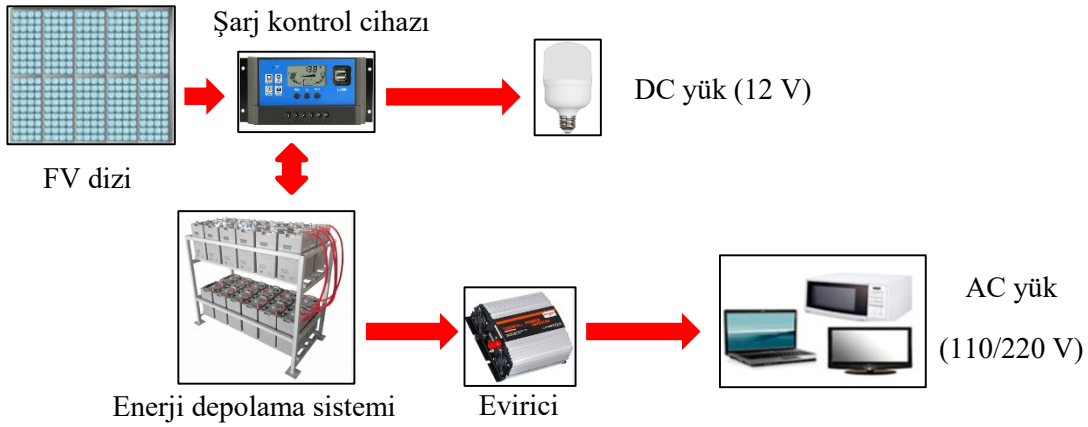 Şarj kontrol cihazı
DC yük (12 V)
FV dizi
AC yük
(110/220 V)
Enerji depolama sistemi
Evirici